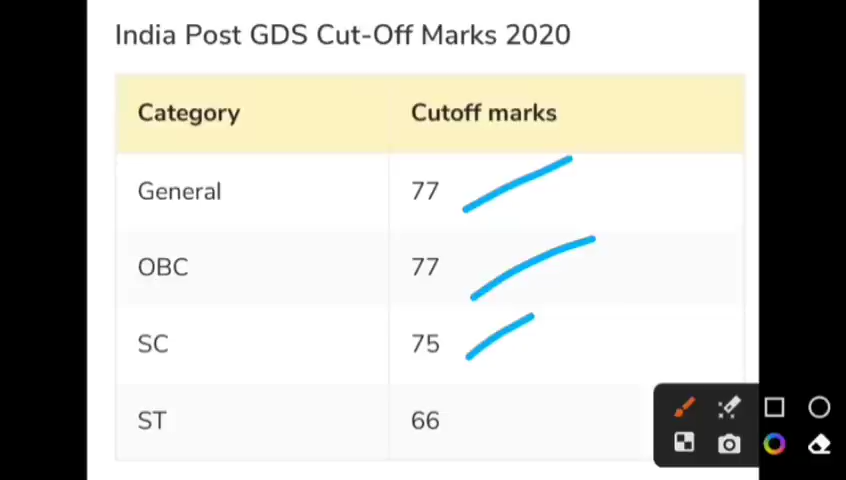 India Post GDS Cut-Off Marks 2020
Category Cutoff marks
General 77
OBC 77
SC 75
ST 66